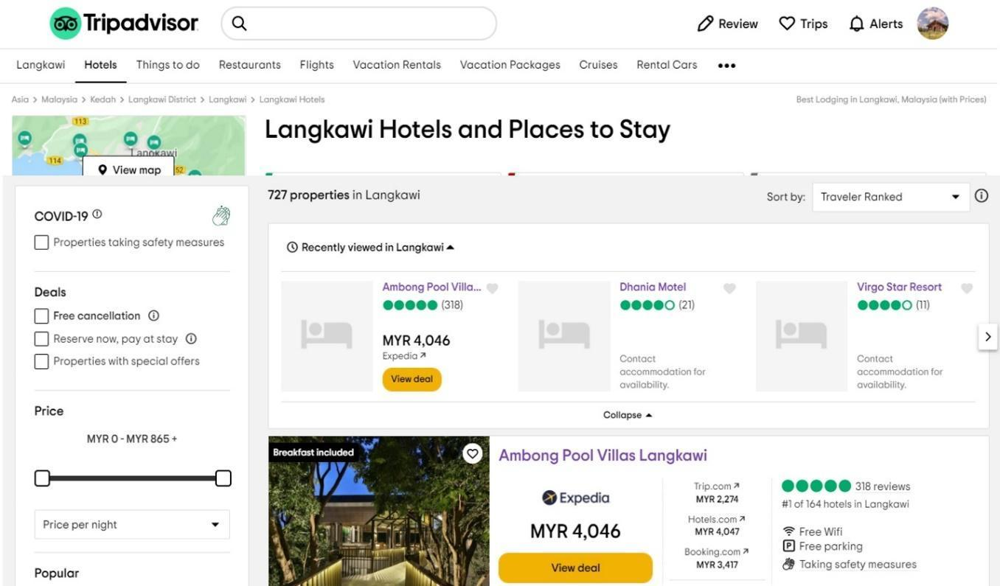 Tripadvisor
Review
Trips
Alerts
Langkawi Hotels Things to do Restaurants Flights Vacation Rentals Vacation Packages Cruises Rental Cars •••
Asia > Malaysia > Kedah > Langkawi District > Langkawi > Langkawi Hotels
Best Lodging in Langkawi, Malaysia (with Prices)
113
Langkawi
114
52
View map
Langkawi Hotels and Places to Stay
COVID-19
Properties taking safety measures
Deals
Free cancellation
Reserve now, pay at stay
Properties with special offers
Price
MYR 0 - MYR 865 +
Price per night
Popular
727 properties in Langkawi
Sort by: Traveler Ranked
Recently viewed in Langkawi
Ambong Pool Villa...
(318)
MYR 4,046
Expedia
View deal
Dhania Motel
(21)
Contact
accommodation for
availability.
Virgo Star Resort
(11)
Contact
accommodation for
availability.
Collapse
Breakfast included
Ambong Pool Villas Langkawi
Expedia
MYR 4,046
View deal
Trip.com
MYR 2,274
Hotels.com
MYR 4,047
Booking.com
MYR 3,417
318 reviews
#1 of 164 hotels in Langkawi
Free Wifi
P Free parking
Taking safety measures